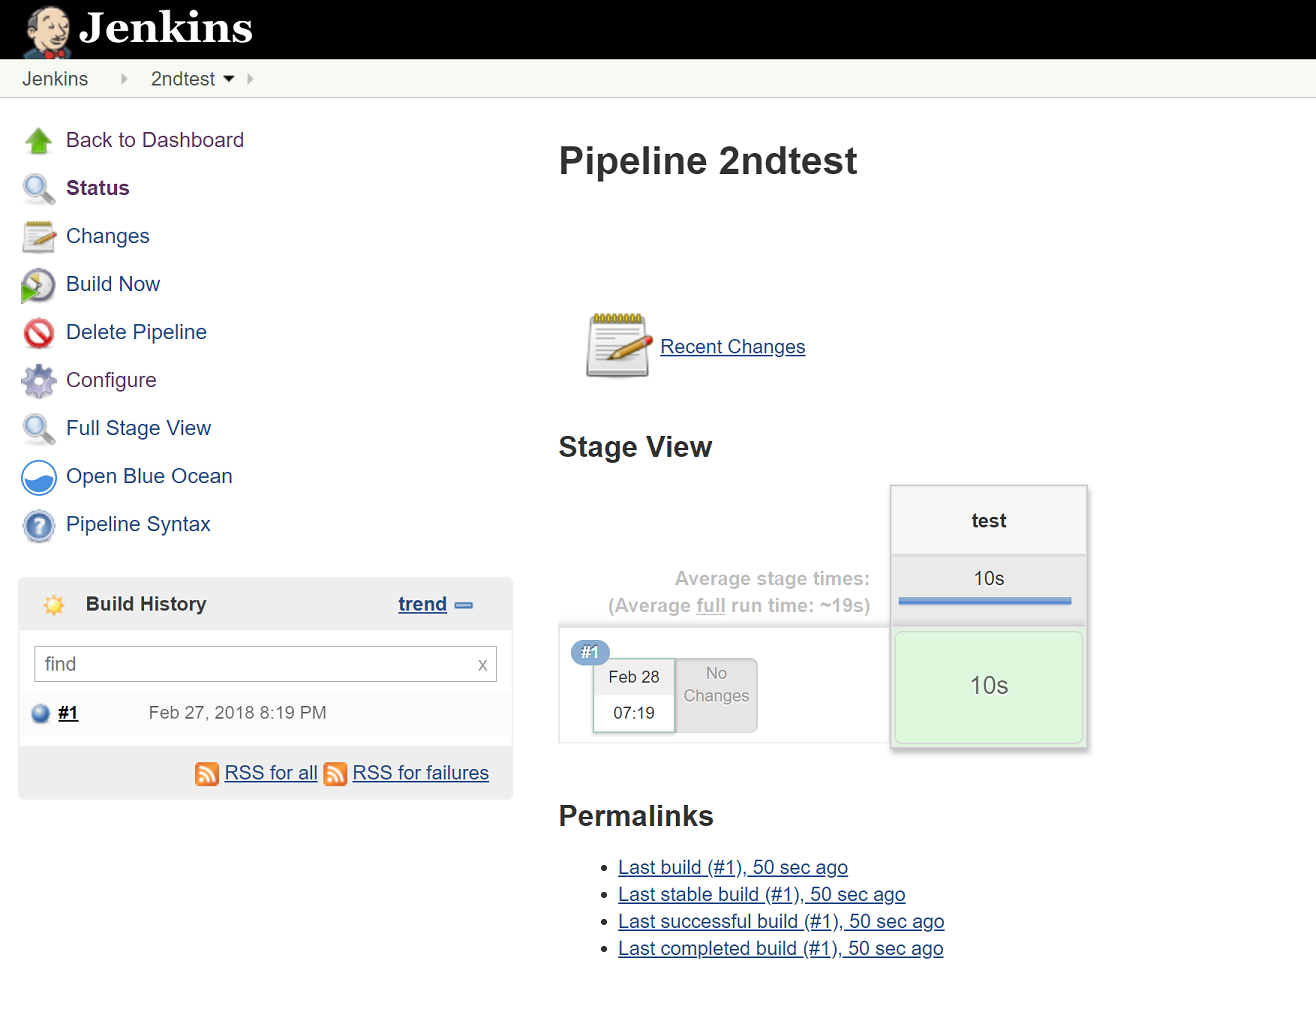 Jenkins
Jenkins 2ndtest
Back to Dashboard
Status
Changes
Build Now
Delete Pipeline
Configure
Full Stage View
Open Blue Ocean
Pipeline Syntax
Build History trend
find x
#1 Feb 27, 2018 8:19 PM
RSS for all RSS for failures
Pipeline 2ndtest
Recent Changes
Stage View
test
Average stage times:
(Average full run time: ~19s)
10s
#1
Feb 28
07:19
No
Changes
10s
Permalinks
Last build (#1), 50 sec ago
Last stable build (#1), 50 sec ago
Last successful build (#1), 50 sec ago
Last completed build (#1), 50 sec ago